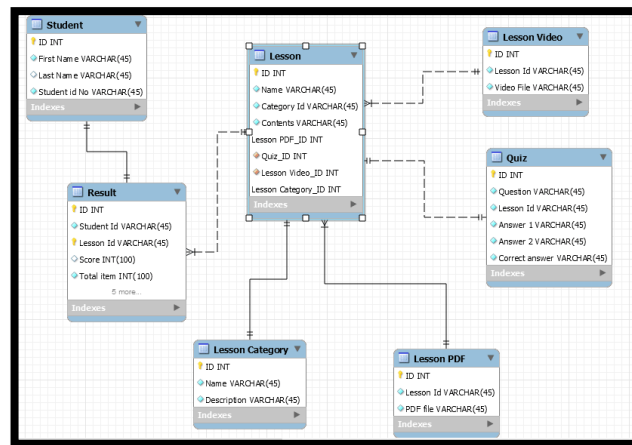 Student
ID INT
First Name VARCHAR(45)
Last Name VARCHAR(45)
Student id No VARCHAR(45)
Indexes
Lesson
ID INT
Name VARCHAR(45)
Category Id VARCHAR(45)
Contents VARCHAR(45)
Lesson PDF_ID INT
Quiz_ID INT
Lesson Video_ID INT
Lesson Category_ID INT
Indexes
Lesson Video
ID INT
Lesson Id VARCHAR(45)
Video File VARCHAR(45)
Indexes
Result
ID INT
Student Id VARCHAR(45)
Lesson Id VARCHAR(45)
Score INT(100)
Total item INT(100)
5 more...
Indexes
Quiz
ID INT
Question VARCHAR(45)
Lesson Id VARCHAR(45)
Answer 1 VARCHAR(45)
Answer 2 VARCHAR(45)
Correct answer VARCHAR(45)
Indexes
Lesson Category
ID INT
Name VARCHAR(45)
Description VARCHAR(45)
Indexes
Lesson PDF
ID INT
Lesson Id VARCHAR(45)
PDF file VARCHAR(45)
Indexes